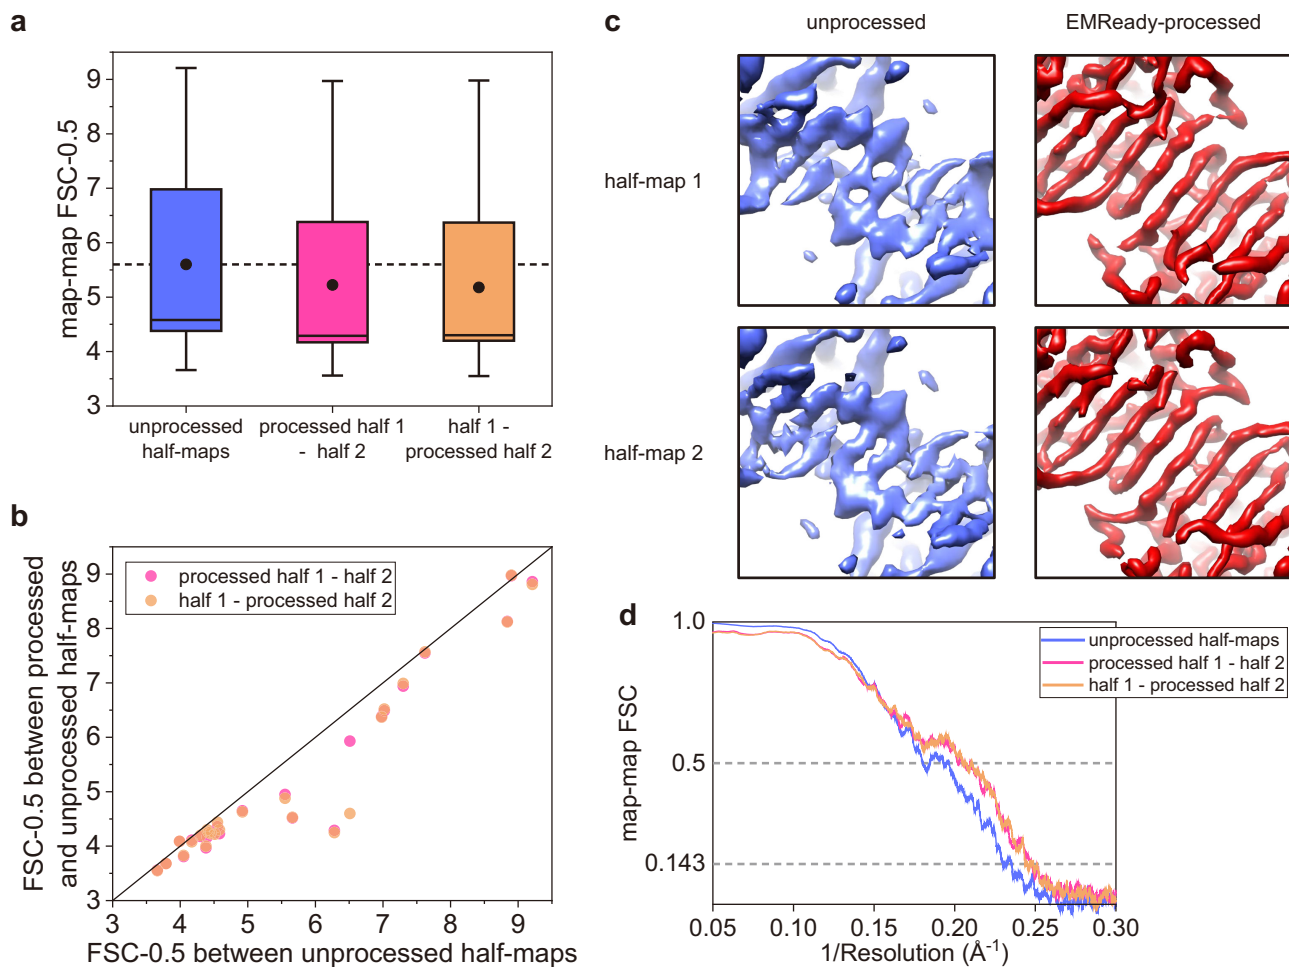 a
map-map FSC-0.5
9
8
7
6
5
4
3
unprocessed
half-maps
processed half 1
- half 2
half 1 -
processed half 2
b
FSC-0.5 between processed
and unprocessed half-maps
9
8
7
6
5
4
3
processed half 1 - half 2
half 1 - processed half 2
3 4 5 6 7 8 9
FSC-0.5 between unprocessed half-maps
c
unprocessed
EMReady-processed
half-map 1
half-map 2
d
map-map FSC
1.0
0.5
0.143
unprocessed half-maps
processed half 1 - half 2
half 1 - processed half 2
0.05 0.10 0.15 0.20 0.25 0.30
1/Resolution (Å⁻¹)